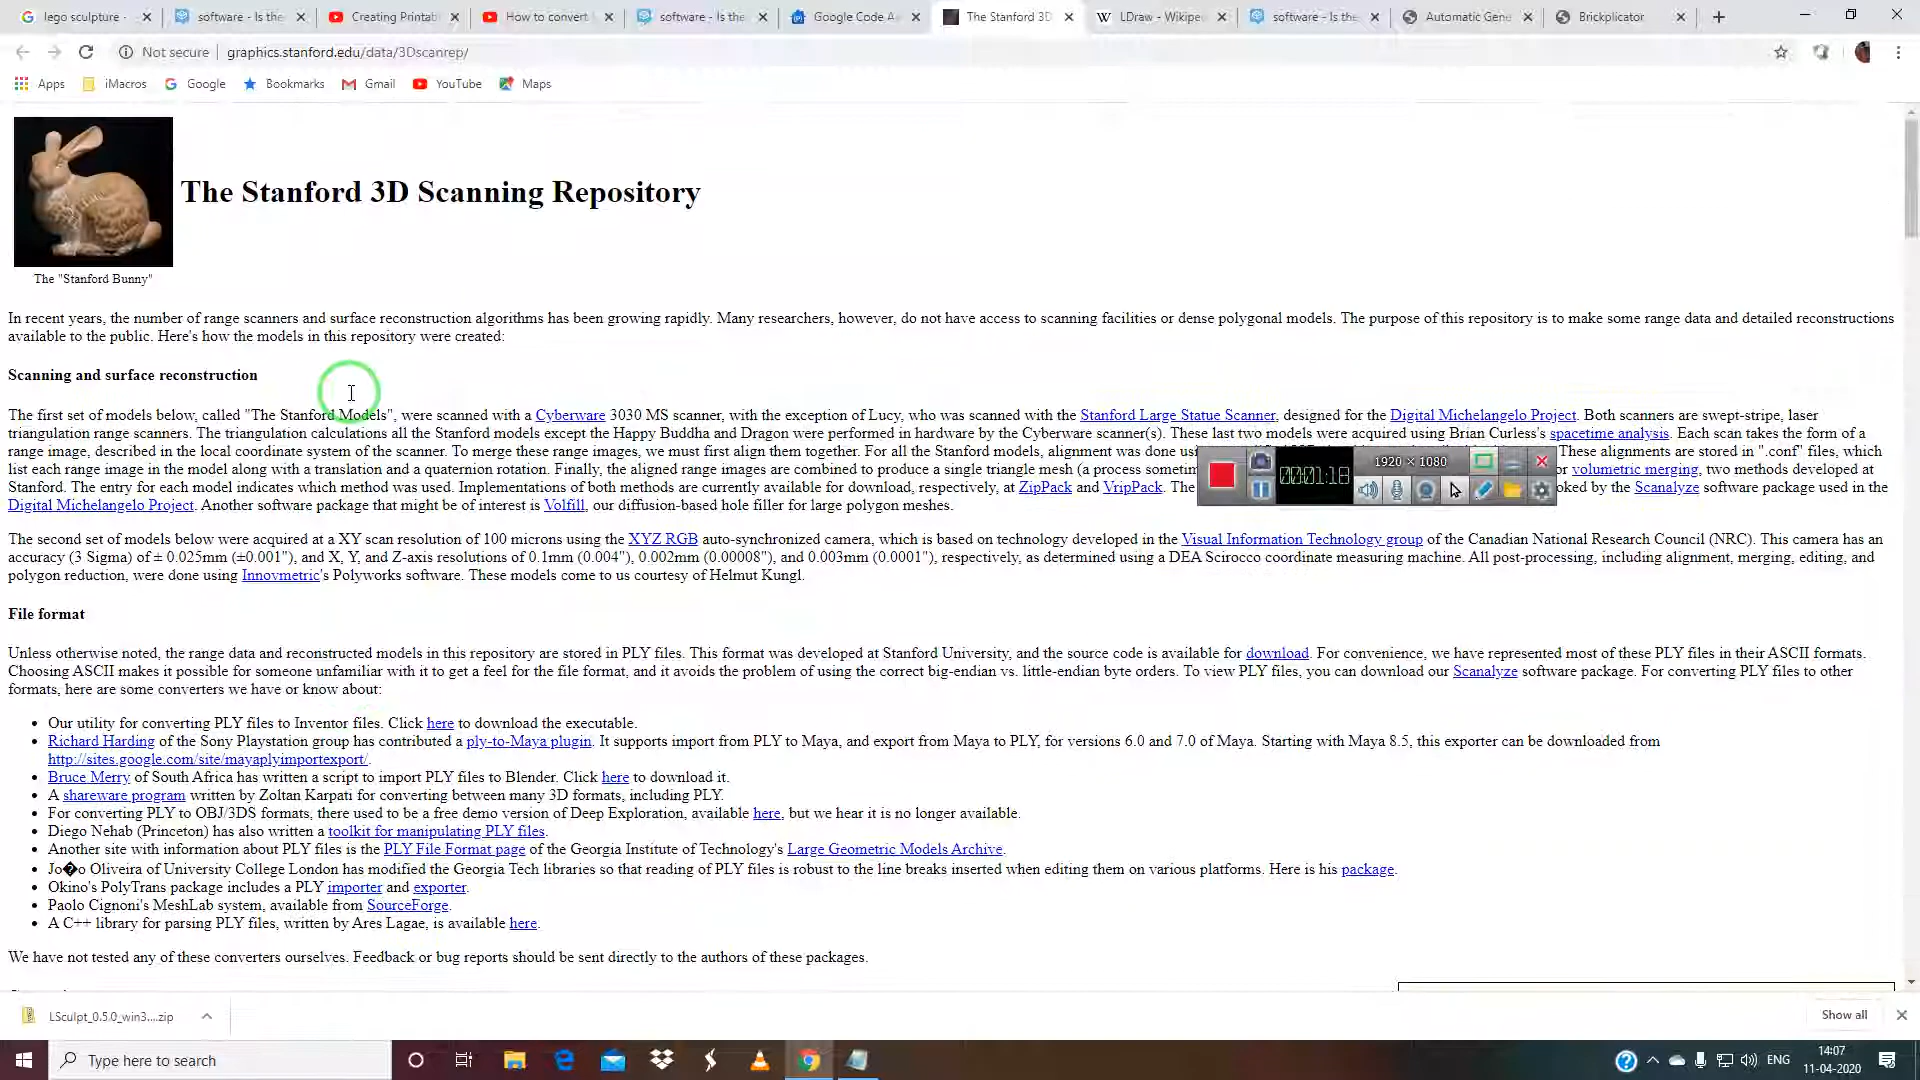 lego sculpture -
software - Is the
Creating Printab
How to convert
software - Is the
Google Code A
The Stanford 3D
LDraw - Wikipe
software - Is the
Automatic Gene
Brickplicator
Not secure
graphics.stanford.edu/data/3Dscanrep/
Apps
iMacros
Google
Bookmarks
Gmail
YouTube
Maps
The Stanford 3D Scanning Repository
The "Stanford Bunny"
In recent years, the number of range scanners and surface reconstruction algorithms has been growing rapidly. Many researchers, however, do not have access to scanning facilities or dense polygonal models. The purpose of this repository is to make some range data and detailed reconstructions
available to the public. Here's how the models in this repository were created:
Scanning and surface reconstruction
The first set of models below, called "The Stanford Models", were scanned with a Cyberware 3030 MS scanner, with the exception of Lucy, who was scanned with the Stanford Large Statue Scanner, designed for the Digital Michelangelo Project. Both scanners are swept-stripe, laser
triangulation range scanners. The triangulation calculations all the Stanford models except the Happy Buddha and Dragon were performed in hardware by the Cyberware scanner(s). These last two models were acquired using Brian Curless's spacetime analysis. Each scan takes the form of a
range image, described in the local coordinate system of the scanner. To merge these range images, we must first align them together. For all the Stanford models, alignment was done These alignments are stored in ".conf" files, which
list each range image in the model along with a translation and a quaternion rotation. Finally, the aligned range images are combined to produce a single triangle mesh (a process or volumetric merging, two methods developed at
Stanford. The entry for each model indicates which method was used. Implementations of both methods are currently available for download, respectively, at ZipPack and VripPack. The oked by the Scanalyze software package used in the
Digital Michelangelo Project. Another software package that might be of interest is Volfill, our diffusion-based hole filler for large polygon meshes.
1920 × 1080
00:01:18
The second set of models below were acquired at a XY scan resolution of 100 microns using the XYZ RGB auto-synchronized camera, which is based on technology developed in the Visual Information Technology group of the Canadian National Research Council (NRC). This camera has an
accuracy (3 Sigma) of ± 0.025mm (±0.001"), and X, Y, and Z-axis resolutions of 0.1mm (0.004"), 0.002mm (0.00008"), and 0.003mm (0.0001"), respectively, as determined using a DEA Scirocco coordinate measuring machine. All post-processing, including alignment, merging, editing, and
polygon reduction, were done using Innovmetric's Polyworks software. These models come to us courtesy of Helmut Kungl.
File format
Unless otherwise noted, the range data and reconstructed models in this repository are stored in PLY files. This format was developed at Stanford University, and the source code is available for download. For convenience, we have represented most of these PLY files in their ASCII formats.
Choosing ASCII makes it possible for someone unfamiliar with it to get a feel for the file format, and it avoids the problem of using the correct big-endian vs. little-endian byte orders. To view PLY files, you can download our Scanalyze software package. For converting PLY files to other
formats, here are some converters we have or know about:
• Our utility for converting PLY files to Inventor files. Click here to download the executable.
• Richard Harding of the Sony Playstation group has contributed a ply-to-Maya plugin. It supports import from PLY to Maya, and export from Maya to PLY, for versions 6.0 and 7.0 of Maya. Starting with Maya 8.5, this exporter can be downloaded from
http://sites.google.com/site/mayaplyimportexport/.
• Bruce Merry of South Africa has written a script to import PLY files to Blender. Click here to download it.
• A shareware program written by Zoltan Karpati for converting between many 3D formats, including PLY.
• For converting PLY to OBJ/3DS formats, there used to be a free demo version of Deep Exploration, available here, but we hear it is no longer available.
• Diego Nehab (Princeton) has also written a toolkit for manipulating PLY files.
• Another site with information about PLY files is the PLY File Format page of the Georgia Institute of Technology's Large Geometric Models Archive.
• Jo�o Oliveira of University College London has modified the Georgia Tech libraries so that reading of PLY files is robust to the line breaks inserted when editing them on various platforms. Here is his package.
• Okino's PolyTrans package includes a PLY importer and exporter.
• Paolo Cignoni's MeshLab system, available from SourceForge.
• A C++ library for parsing PLY files, written by Ares Lagae, is available here.
We have not tested any of these converters ourselves. Feedback or bug reports should be sent directly to the authors of these packages.
LSculpt_0.5.0_win3....zip
Show all
Type here to search
ENG
14:07
11-04-2020